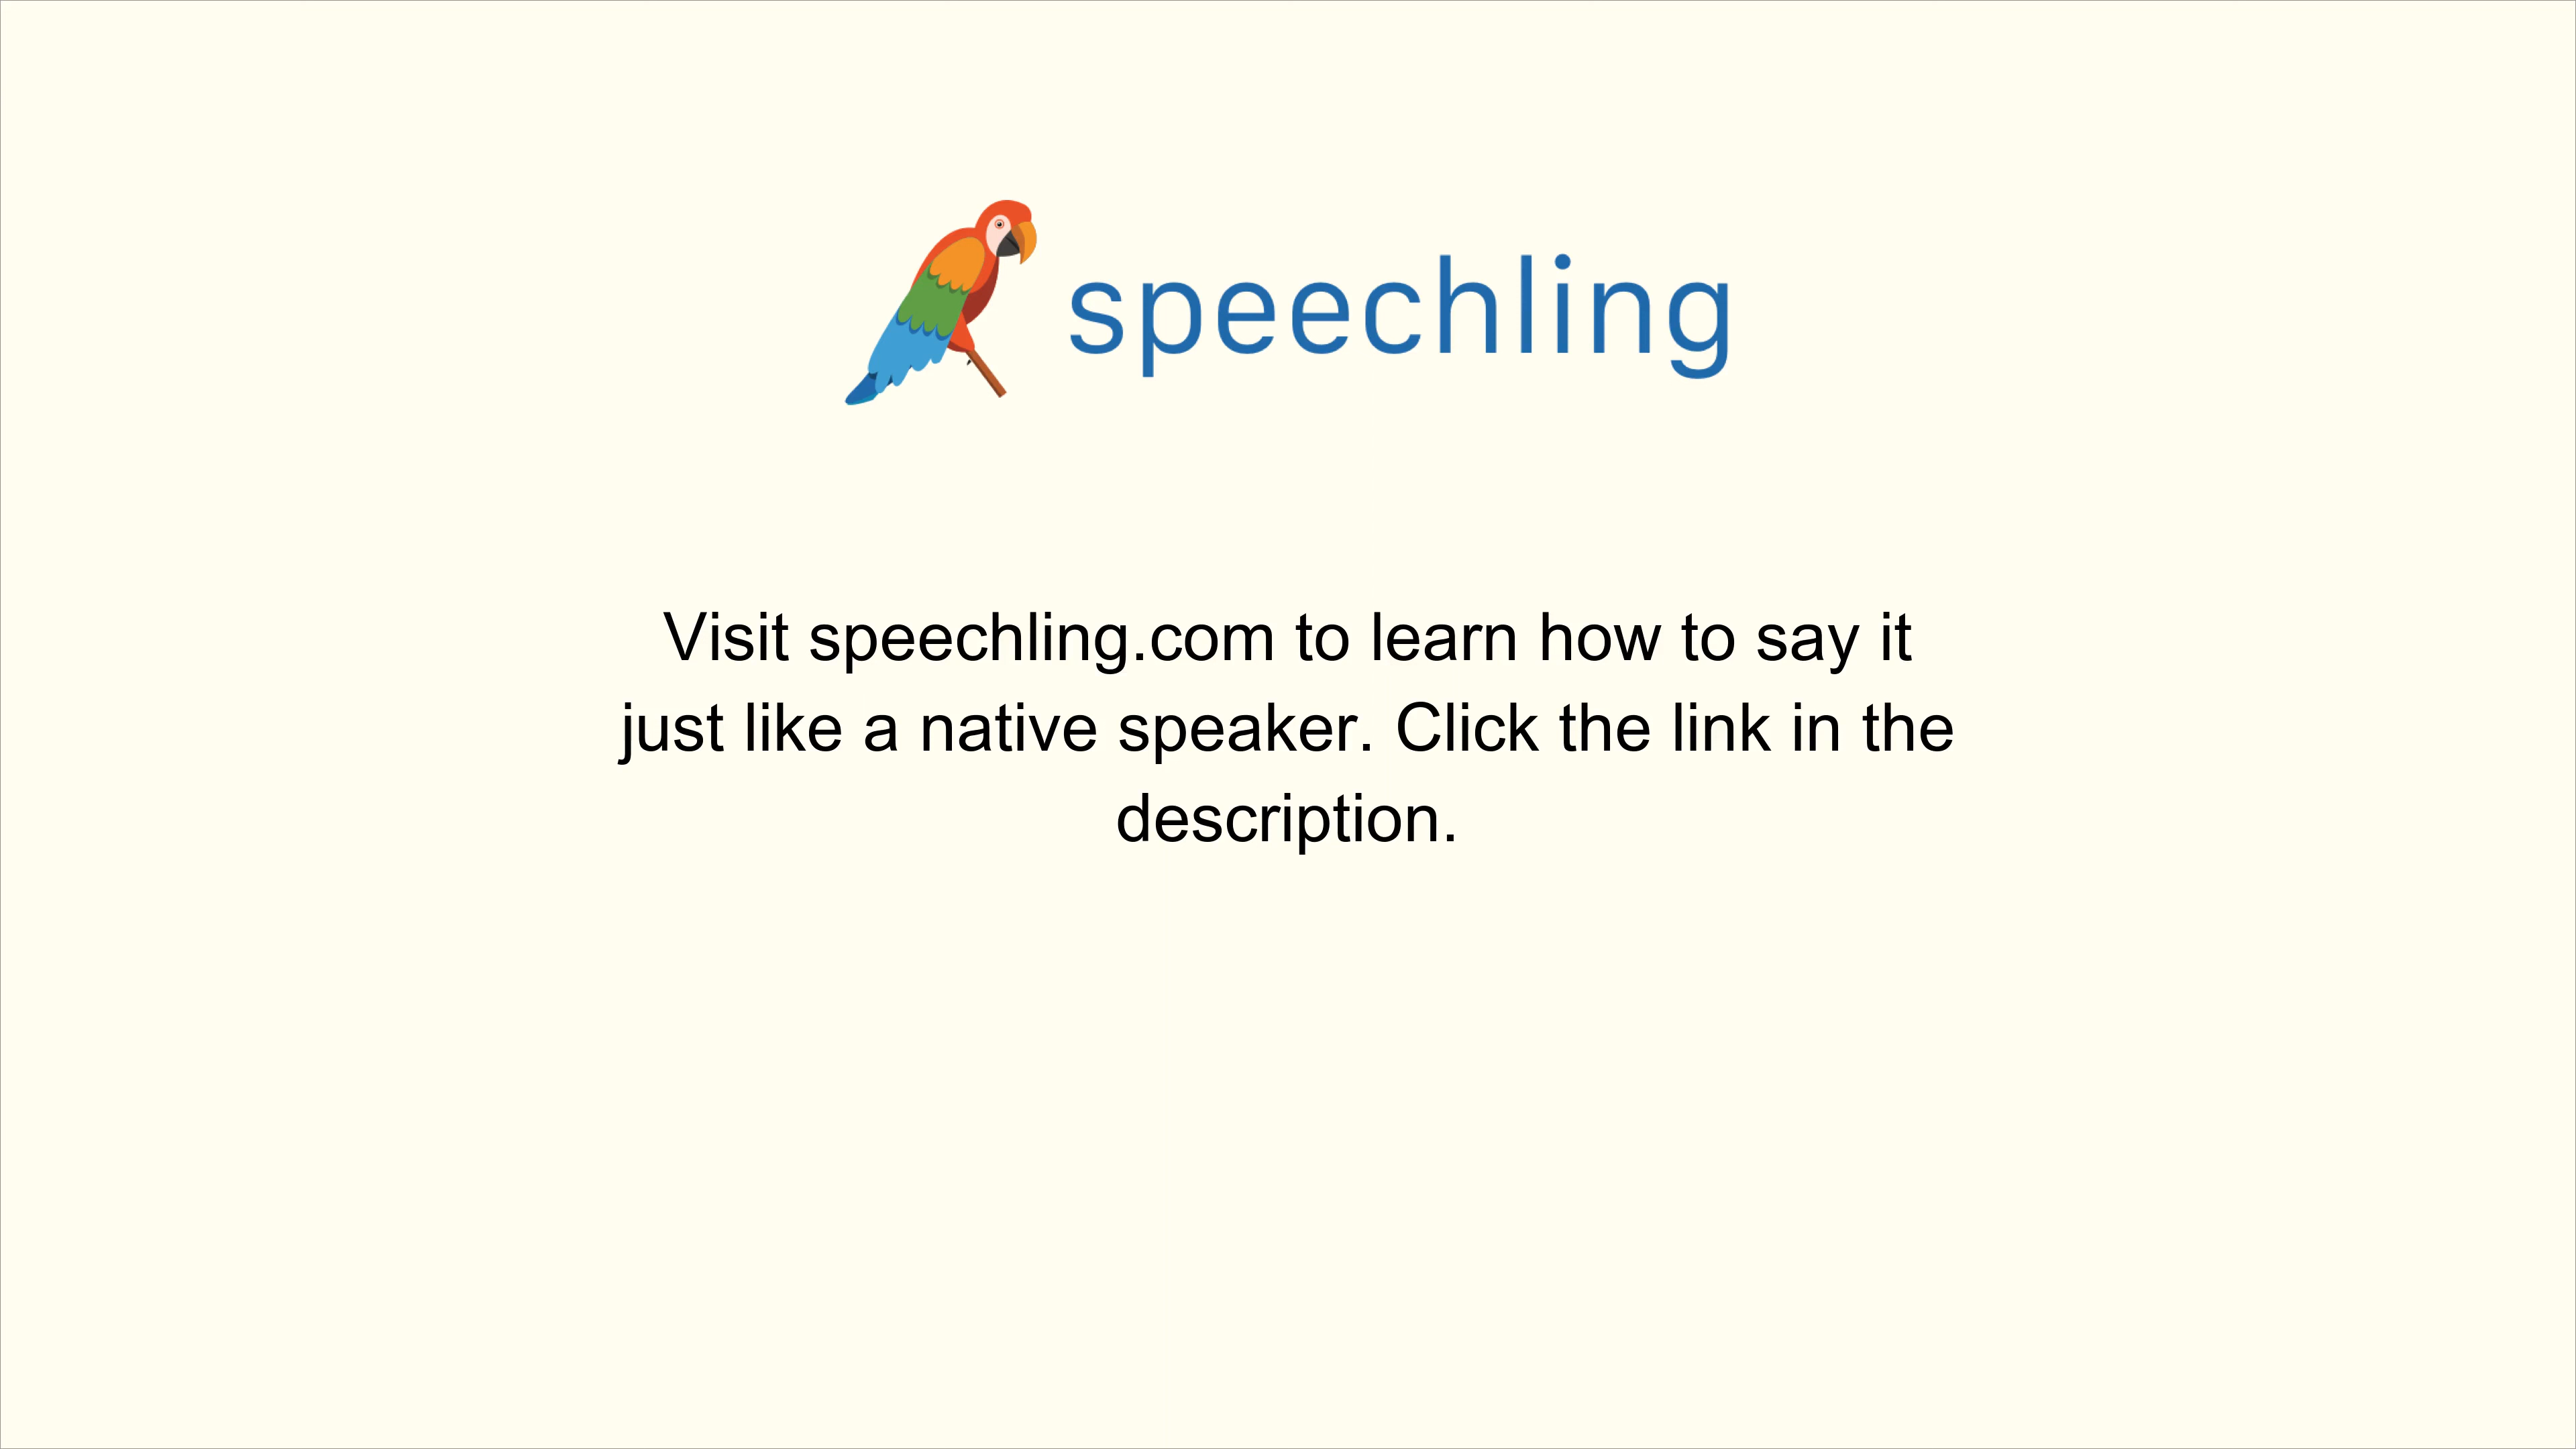 speechling
Visit speechling.com to learn how to say it
just like a native speaker. Click the link in the
description.